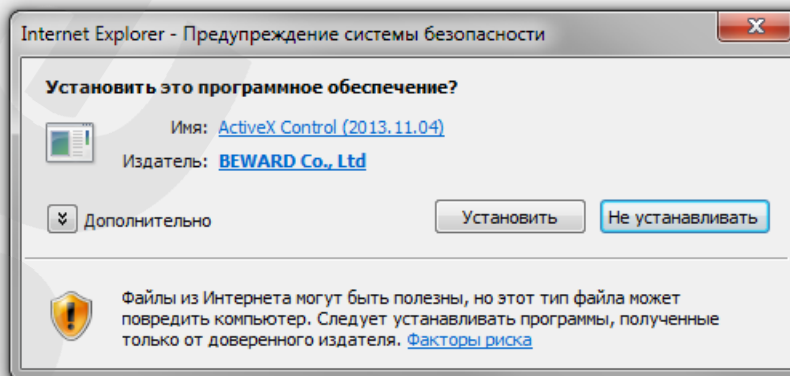 Internet Explorer - Предупреждение системы безопасности
Установить это программное обеспечение?
Имя: ActiveX Control (2013.11.04)
Издатель: BEWARD Co., Ltd
Дополнительно
Установить
Не устанавливать
Файлы из Интернета могут быть полезны, но этот тип файла может
повредить компьютер. Следует устанавливать программы, полученные
только от доверенного издателя. Факторы риска